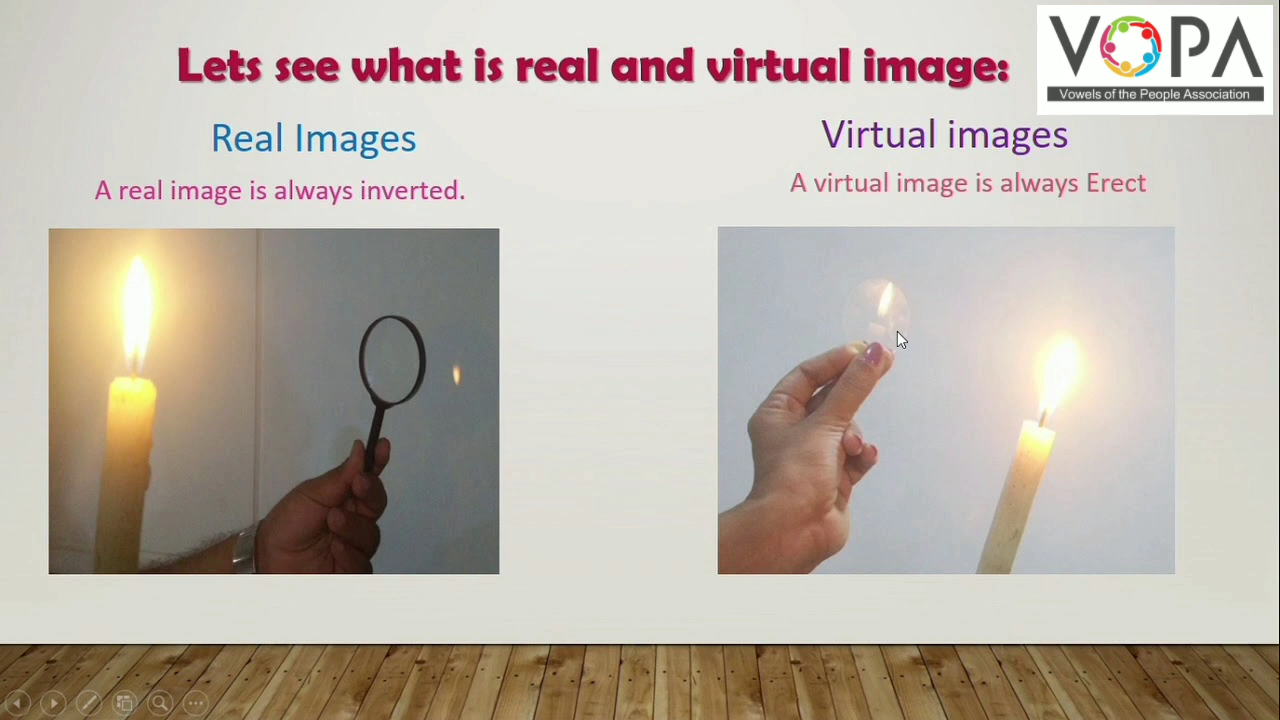 Lets see what is real and virtual image:
VOPA
Vowels of the People Association
Real Images
A real image is always inverted.
Virtual images
A virtual image is always Erect